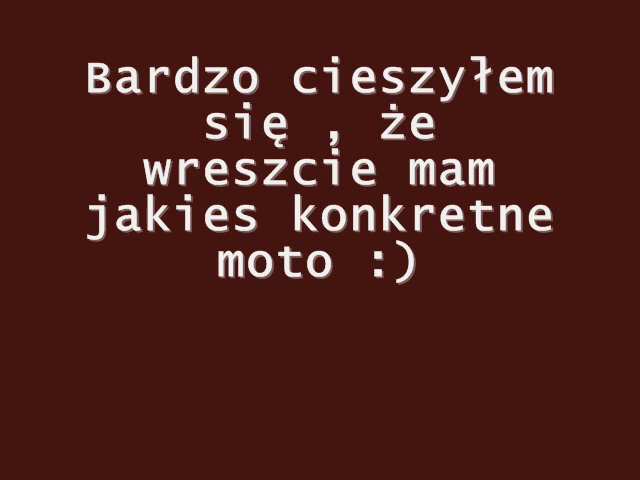 Bardzo cieszyłem
się , że
wreszcie mam
jakies konkretne
moto :)